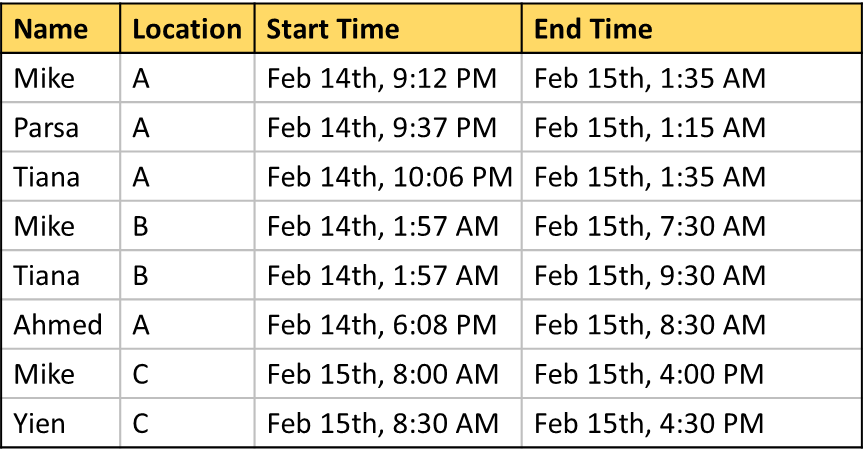 Name Location Start Time End Time
Mike A Feb 14th, 9:12 PM Feb 15th, 1:35 AM
Parsa A Feb 14th, 9:37 PM Feb 15th, 1:15 AM
Tiana A Feb 14th, 10:06 PM Feb 15th, 1:35 AM
Mike B Feb 14th, 1:57 AM Feb 15th, 7:30 AM
Tiana B Feb 14th, 1:57 AM Feb 15th, 9:30 AM
Ahmed A Feb 14th, 6:08 PM Feb 15th, 8:30 AM
Mike C Feb 15th, 8:00 AM Feb 15th, 4:00 PM
Yien C Feb 15th, 8:30 AM Feb 15th, 4:30 PM